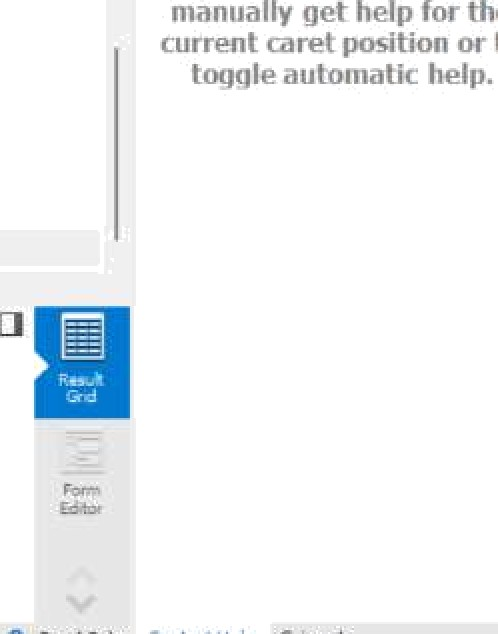 manually get help for the
current caret position or t
toggle automatic help.
Result
Grid
Form
Editor